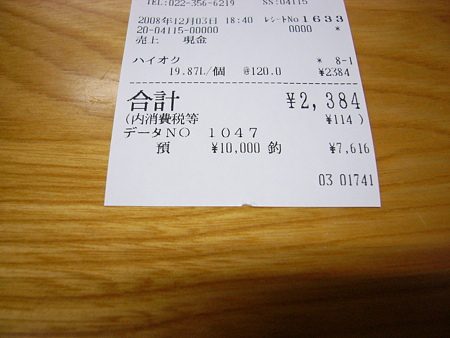 TEL:022-356-6219 SS:04115
2008年12月03日 18:40 レシートNo 1633
20-04115-00000 0000 *
売上 現金
ハイオク * 8-1
19.87L/個 @120.0 ¥2384
合計 ¥2,384
(内消費税等 ¥114)
データNO 1047
預 ¥10,000 釣 ¥7,616
03 01741